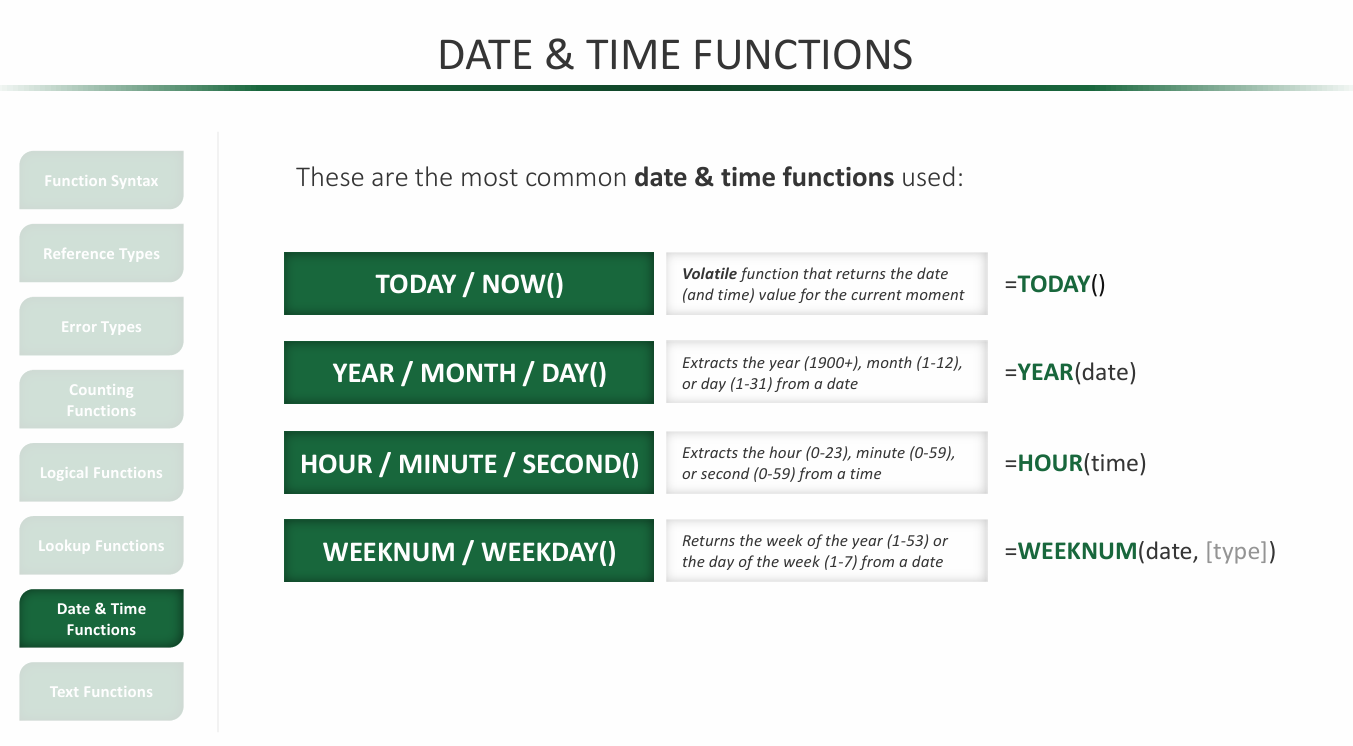 DATE & TIME FUNCTIONS
Function Syntax
Reference Types
Error Types
Counting
Functions
Logical Functions
Lookup Functions
Date & Time
Functions
Text Functions
These are the most common date & time functions used:
TODAY / NOW()
Volatile function that returns the date
(and time) value for the current moment
=TODAY()
YEAR / MONTH / DAY()
Extracts the year (1900+), month (1-12),
or day (1-31) from a date
=YEAR(date)
HOUR / MINUTE / SECOND()
Extracts the hour (0-23), minute (0-59),
or second (0-59) from a time
=HOUR(time)
WEEKNUM / WEEKDAY()
Returns the week of the year (1-53) or
the day of the week (1-7) from a date
=WEEKNUM(date, [type])